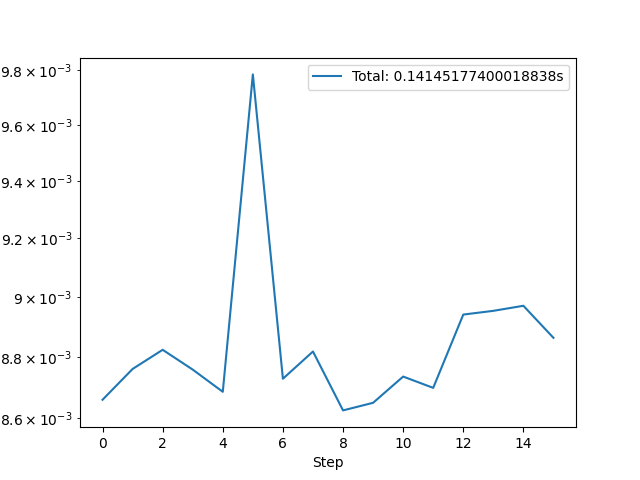 Total: 0.14145177400018838s
9.8 × 10⁻³
9.6 × 10⁻³
9.4 × 10⁻³
9.2 × 10⁻³
9 × 10⁻³
8.8 × 10⁻³
8.6 × 10⁻³
0 2 4 6 8 10 12 14
Step